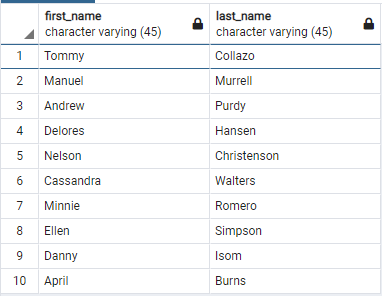 first_name last_name
character varying (45) character varying (45)
1 Tommy Collazo
2 Manuel Murrell
3 Andrew Purdy
4 Delores Hansen
5 Nelson Christenson
6 Cassandra Walters
7 Minnie Romero
8 Ellen Simpson
9 Danny Isom
10 April Burns